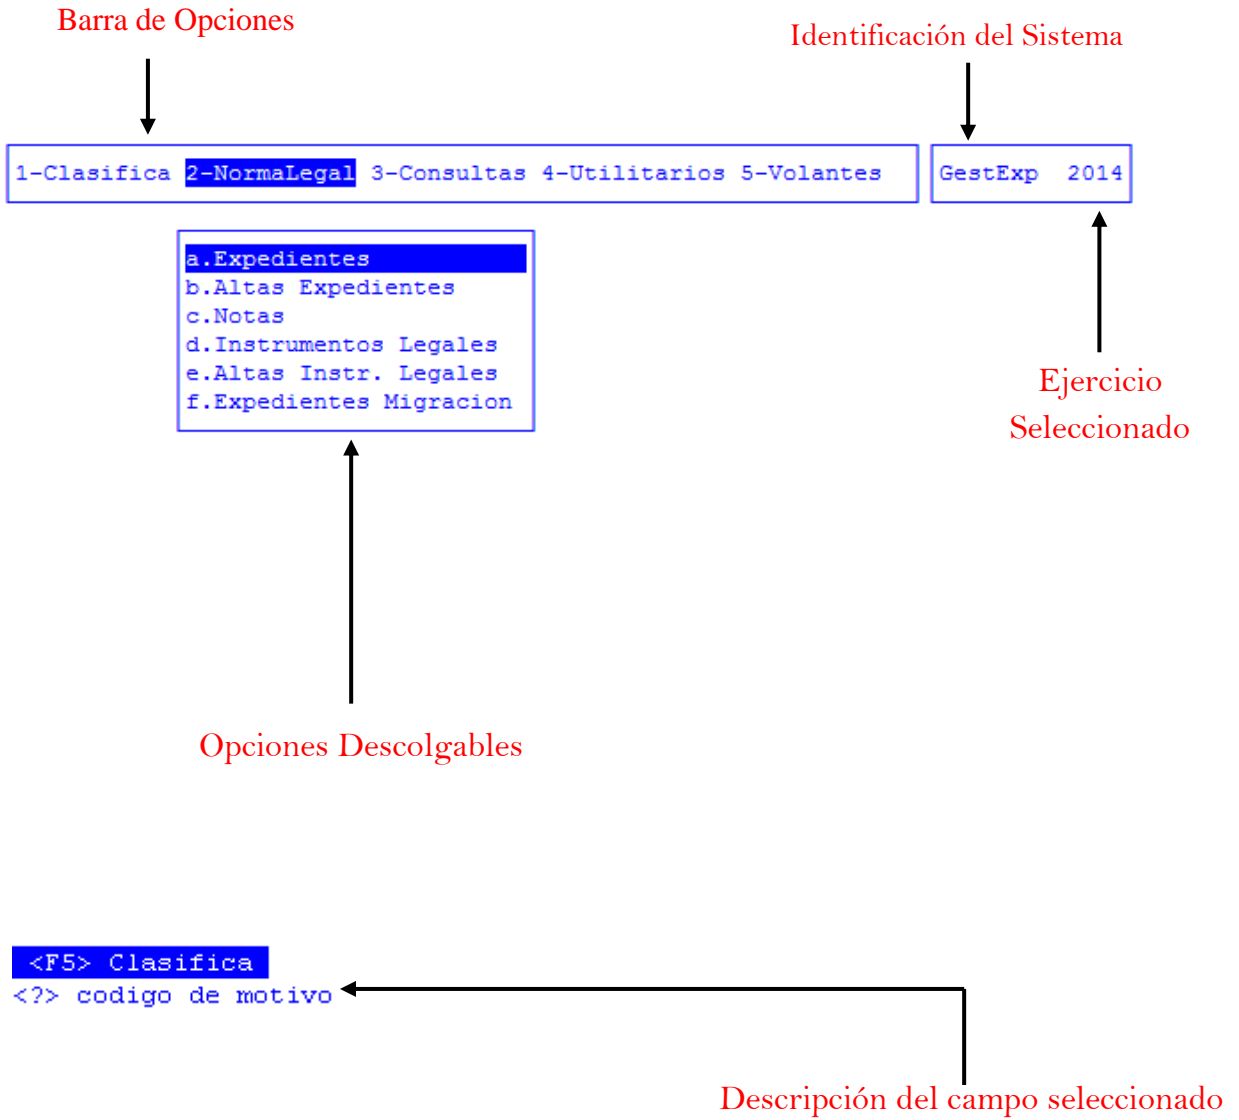 Barra de Opciones
Identificación del Sistema
1-Clasifica 2-NormaLegal 3-Consultas 4-Utilitarios 5-Volantes
GestExp 2014
a.Expedientes
b.Altas Expedientes
c.Notas
d.Instrumentos Legales
e.Altas Instr. Legales
f.Expedientes Migracion
Ejercicio
Seleccionado
Opciones Descolgables
<F5> Clasifica
<?> codigo de motivo
Descripción del campo seleccionado